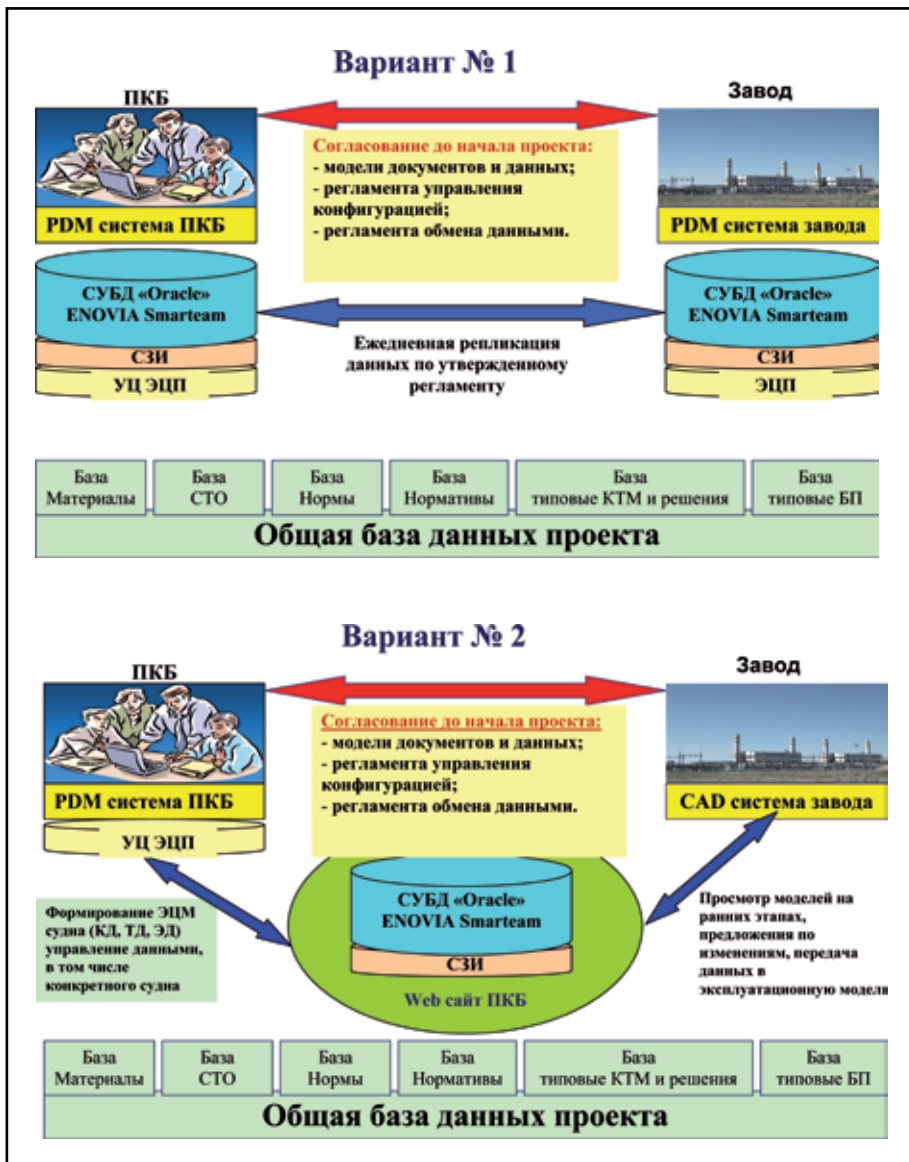 Вариант № 1
ПКБ
Завод
Согласование до начала проекта:
- модели документов и данных;
- регламента управления
конфигурацией;
- регламента обмена данными.
PDM система ПКБ
PDM система завода
СУБД «Oracle»
ENOVIA Smarteam
СЗИ
УЦ ЭЦП
Ежедневная репликация
данных по утвержденному
регламенту
СУБД «Oracle»
ENOVIA Smarteam
СЗИ
ЭЦП
База
Материалы
База
СТО
База
Нормы
База
Нормативы
База
типовые КТМ и решения
База
типовые БП
Общая база данных проекта
Вариант № 2
ПКБ
Завод
Согласование до начала проекта:
- модели документов и данных;
- регламента управления
конфигурацией;
- регламента обмена данными.
PDM система ПКБ
УЦ ЭЦП
CAD система завода
Формирование ЭЦМ
судна (КД, ТД, ЭД)
управление данными,
в том числе
конкретного судна
СУБД «Oracle»
ENOVIA Smarteam
СЗИ
Web сайт ПКБ
Просмотр моделей на
ранних этапах,
предложения по
изменениям, передача
данных в
эксплуатационную модели
База
Материалы
База
СТО
База
Нормы
База
Нормативы
База
типовые КТМ и решения
База
типовые БП
Общая база данных проекта